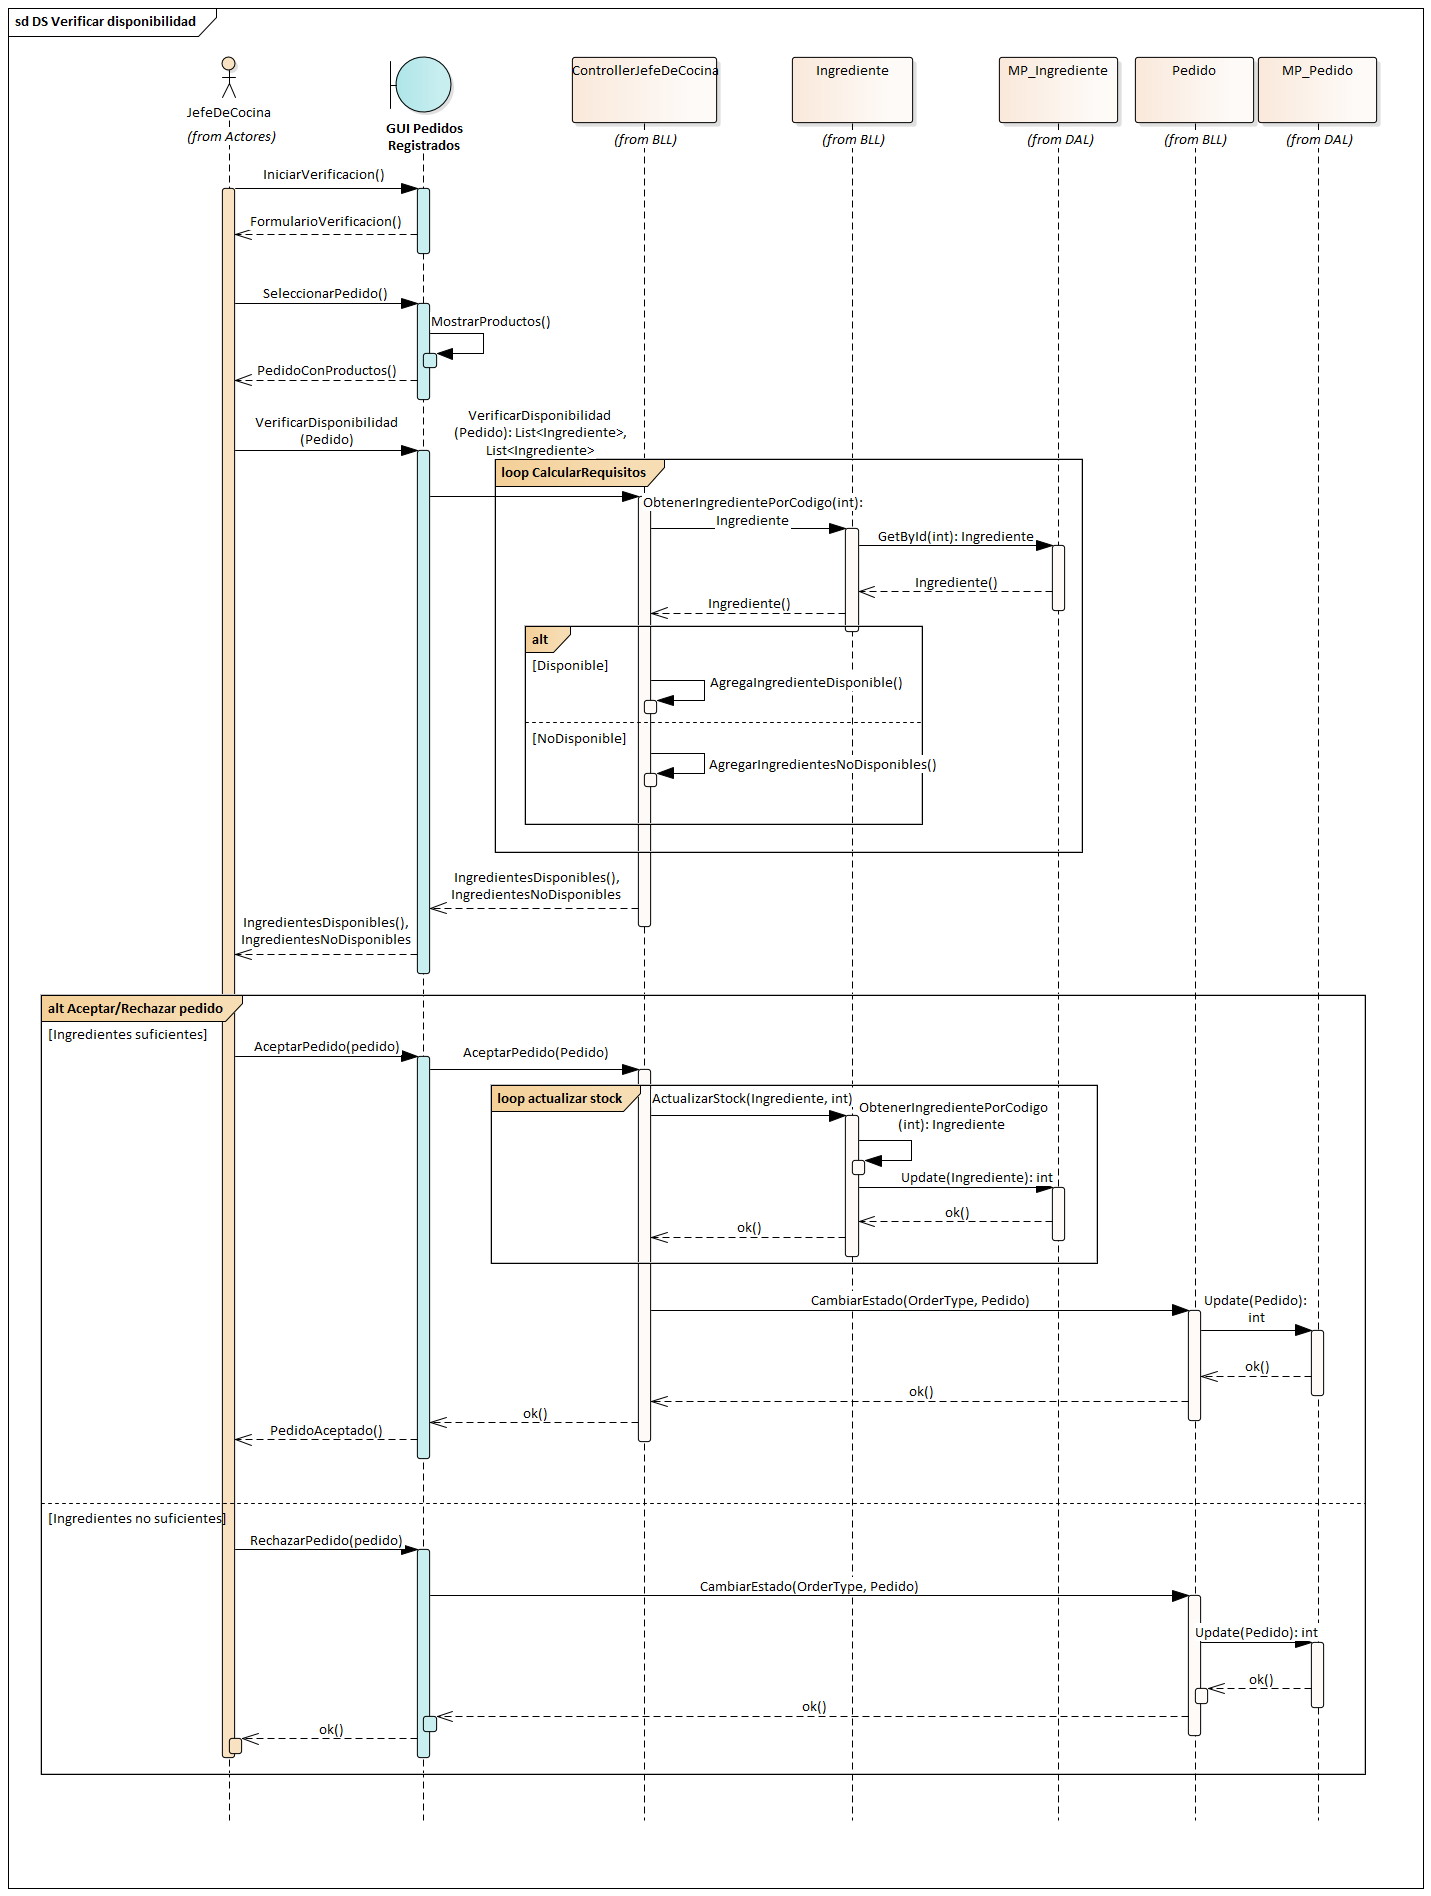 sd DS Verificar disponibilidad
JefeDeCocina
(from Actores)
GUI Pedidos
Registrados
ControllerJefeDeCocina
(from BLL)
Ingrediente
(from BLL)
MP_Ingrediente
(from DAL)
Pedido
(from BLL)
MP_Pedido
(from DAL)
IniciarVerificacion()
FormularioVerificacion()
SeleccionarPedido()
MostrarProductos()
PedidoConProductos()
VerificarDisponibilidad
(Pedido)
VerificarDisponibilidad
(Pedido): List<Ingrediente>,
List<Ingrediente>
loop CalcularRequisitos
ObtenerIngredientePorCodigo(int):
Ingrediente
GetById(int): Ingrediente
Ingrediente()
Ingrediente()
alt
[Disponible]
AgregaIngredienteDisponible()
[NoDisponible]
AgregarIngredientesNoDisponibles()
IngredientesDisponibles(),
IngredientesNoDisponibles
IngredientesDisponibles(),
IngredientesNoDisponibles
alt Aceptar/Rechazar pedido
[Ingredientes suficientes]
AceptarPedido(pedido)
AceptarPedido(Pedido)
loop actualizar stock
ActualizarStock(Ingrediente, int)
ObtenerIngredientePorCodigo
(int): Ingrediente
Update(Ingrediente): int
ok()
ok()
CambiarEstado(OrderType, Pedido)
Update(Pedido):
int
ok()
ok()
ok()
PedidoAceptado()
[Ingredientes no suficientes]
RechazarPedido(pedido)
CambiarEstado(OrderType, Pedido)
Update(Pedido): int
ok()
ok()
ok()